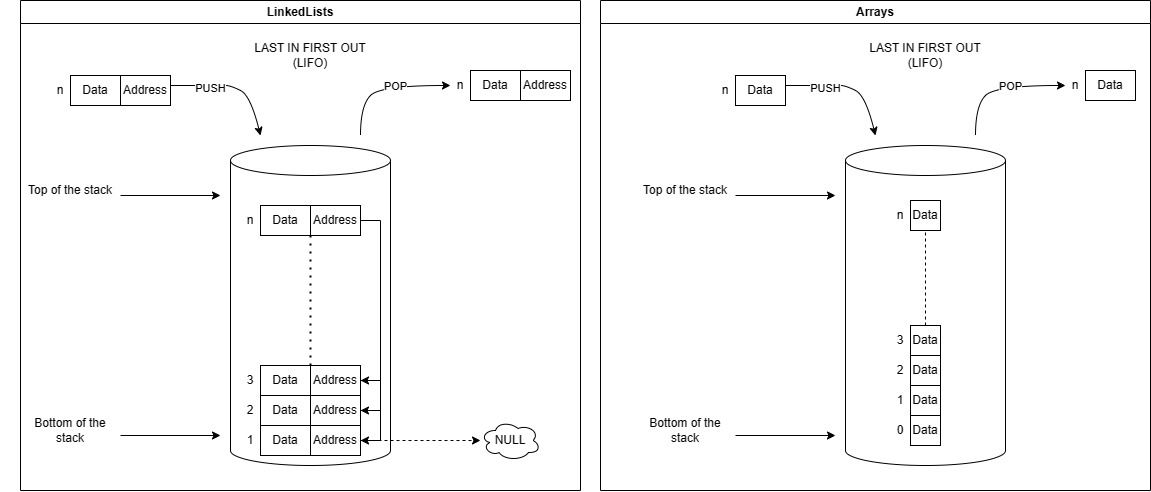 LinkedLists
LAST IN FIRST OUT
(LIFO)
n Data Address PUSH POP n Data Address
Top of the stack
n Data Address
3 Data Address
2 Data Address
Bottom of the
stack
1 Data Address NULL
Arrays
LAST IN FIRST OUT
(LIFO)
n Data PUSH POP n Data
Top of the stack
n Data
3 Data
2 Data
1 Data
Bottom of the
stack
0 Data